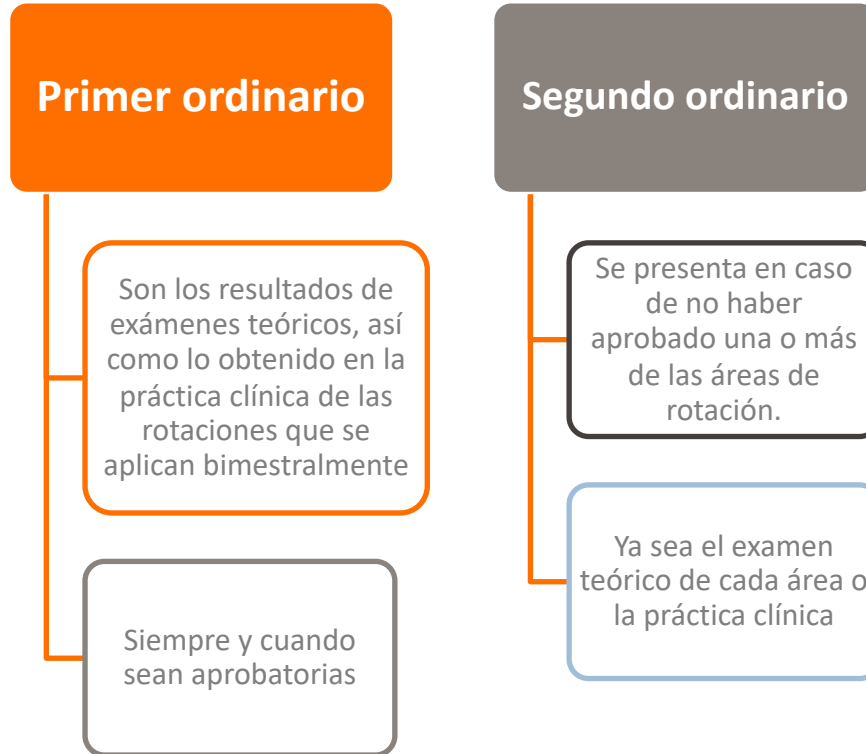 Primer ordinario
Son los resultados de
exámenes teóricos, así
como lo obtenido en la
práctica clínica de las
rotaciones que se
aplican bimestralmente
Siempre y cuando
sean aprobatorias
Segundo ordinario
Se presenta en caso
de no haber
aprobado una o más
de las áreas de
rotación.
Ya sea el examen
teórico de cada área o
la práctica clínica